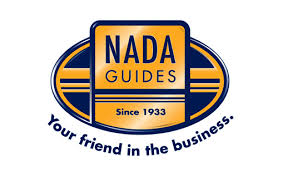 NADA
GUIDES
Since 1933
Your friend in the business.